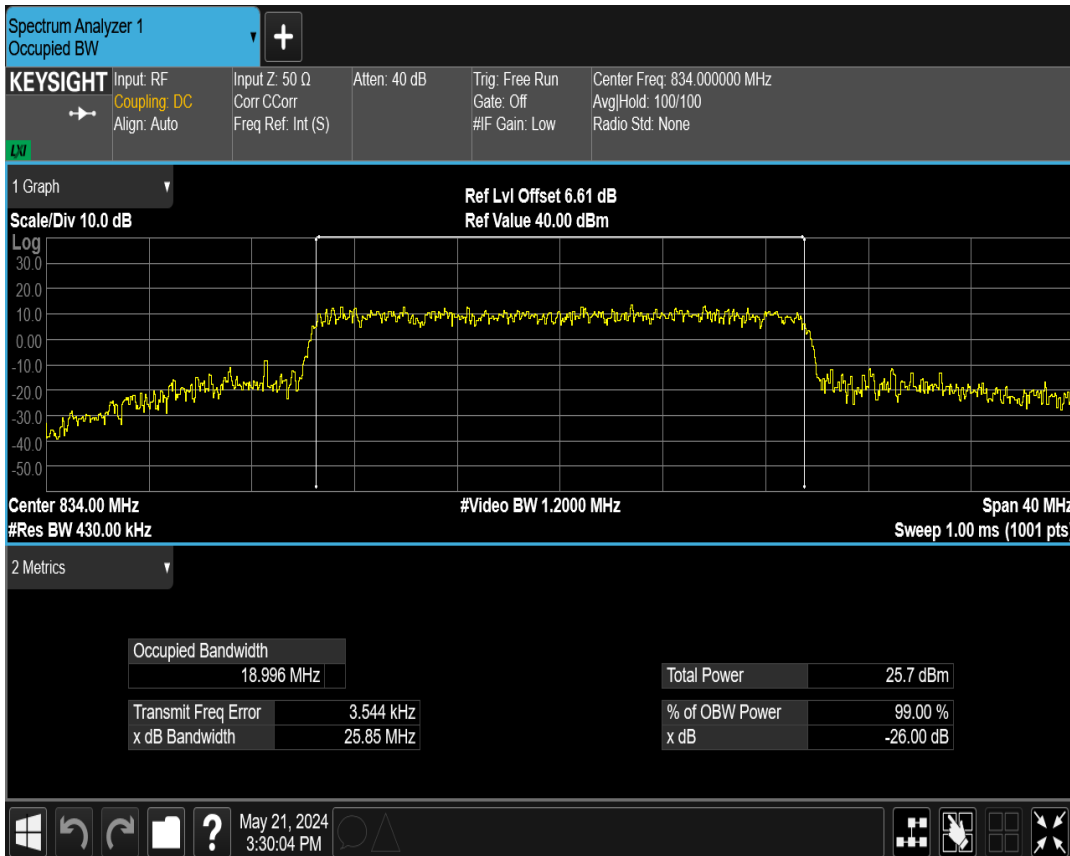 Spectrum Analyzer 1
Occupied BW
+
KEYSIGHT
LXI
Input: RF
Coupling: DC
Align: Auto
Input Z: 50 Ω
Corr CCorr
Freq Ref: Int (S)
Atten: 40 dB
Trig: Free Run
Gate: Off
#IF Gain: Low
Center Freq: 834.000000 MHz
Avg|Hold: 100/100
Radio Std: None
1 Graph
Scale/Div 10.0 dB
Ref Lvl Offset 6.61 dB
Ref Value 40.00 dBm
Log
30.0
20.0
10.0
0.00
-10.0
-20.0
-30.0
-40.0
-50.0
Center 834.00 MHz
#Video BW 1.2000 MHz
Span 40 MHz
#Res BW 430.00 kHz
Sweep 1.00 ms (1001 pts)
2 Metrics
Occupied Bandwidth
18.996 MHz
Transmit Freq Error 3.544 kHz
x dB Bandwidth 25.85 MHz
Total Power 25.7 dBm
% of OBW Power 99.00 %
x dB -26.00 dB
?
May 21, 2024
3:30:04 PM